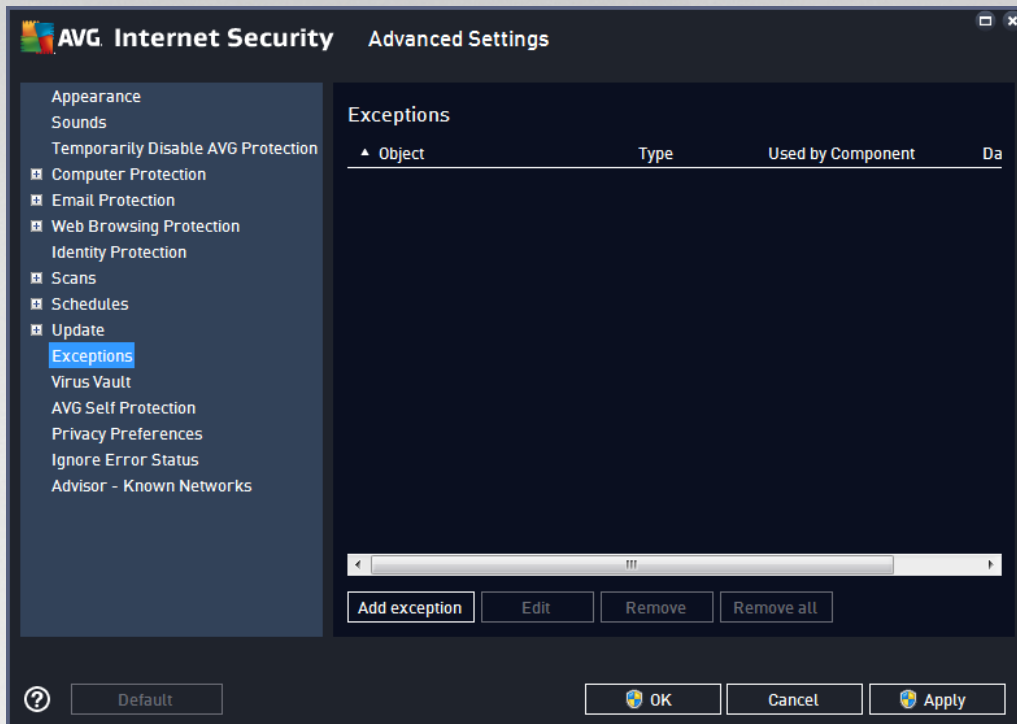 AVG. Internet Security Advanced Settings
Appearance
Sounds
Temporarily Disable AVG Protection
Computer Protection
Email Protection
Web Browsing Protection
Identity Protection
Scans
Schedules
Update
Exceptions
Virus Vault
AVG Self Protection
Privacy Preferences
Ignore Error Status
Advisor - Known Networks
Exceptions
Object Type Used by Component Da
Add exception Edit Remove Remove all
? Default OK Cancel Apply